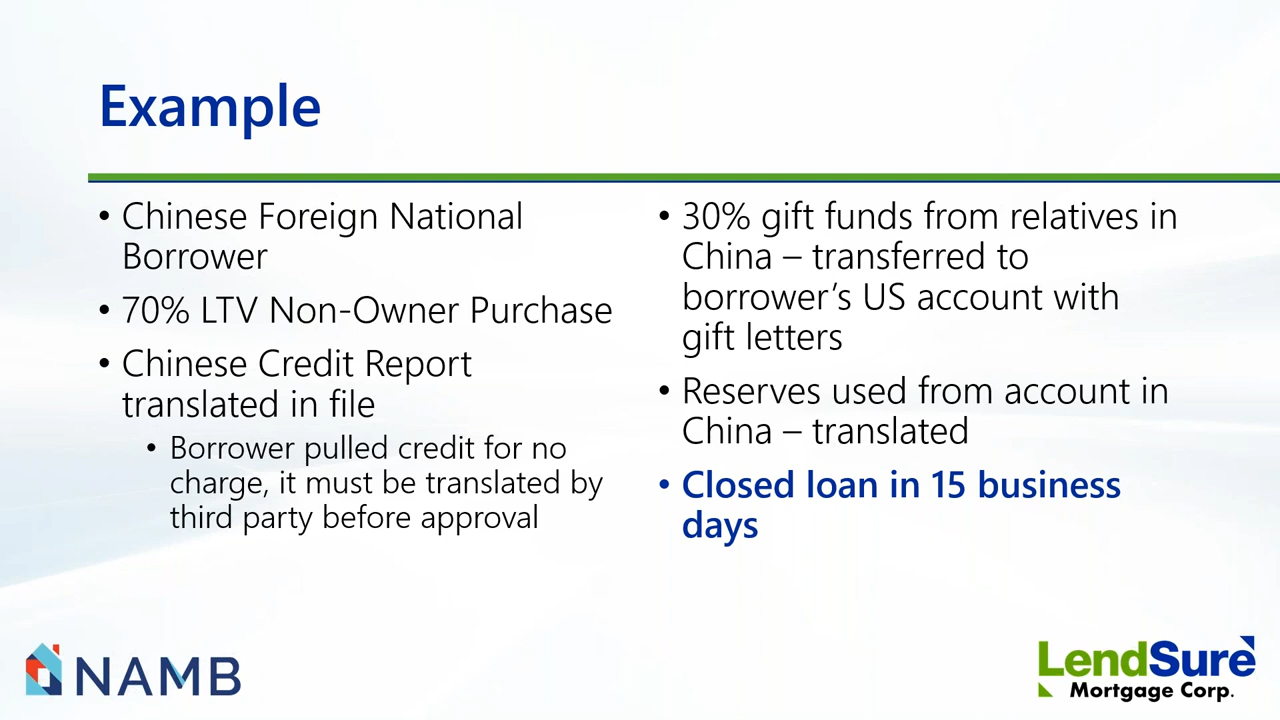 Example
• Chinese Foreign National
Borrower
• 70% LTV Non-Owner Purchase
• Chinese Credit Report
translated in file
• Borrower pulled credit for no
charge, it must be translated by
third party before approval
• 30% gift funds from relatives in
China – transferred to
borrower’s US account with
gift letters
• Reserves used from account in
China – translated
• Closed loan in 15 business
days
NAMB
LendSure
Mortgage Corp.